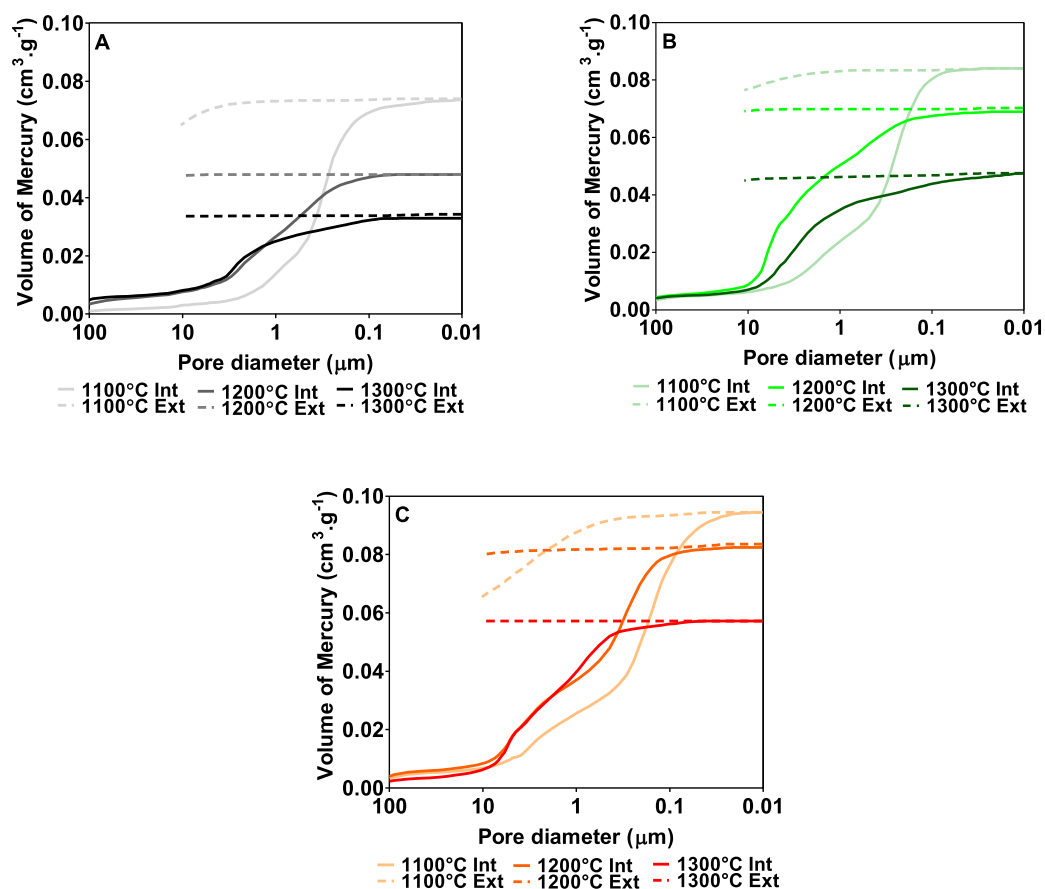 A
Volume of Mercury (cm³.g⁻¹)
0.10
0.08
0.06
0.04
0.02
0.00
100 10 1 0.1 0.01
Pore diameter (μm)
1100°C Int 1200°C Int 1300°C Int
1100°C Ext 1200°C Ext 1300°C Ext
B
Volume of Mercury (cm³.g⁻¹)
0.10
0.08
0.06
0.04
0.02
0.00
100 10 1 0.1 0.01
Pore diameter (μm)
1100°C Int 1200°C Int 1300°C Int
1100°C Ext 1200°C Ext 1300°C Ext
C
Volume of Mercury (cm³.g⁻¹)
0.10
0.08
0.06
0.04
0.02
0.00
100 10 1 0.1 0.01
Pore diameter (μm)
1100°C Int 1200°C Int 1300°C Int
1100°C Ext 1200°C Ext 1300°C Ext